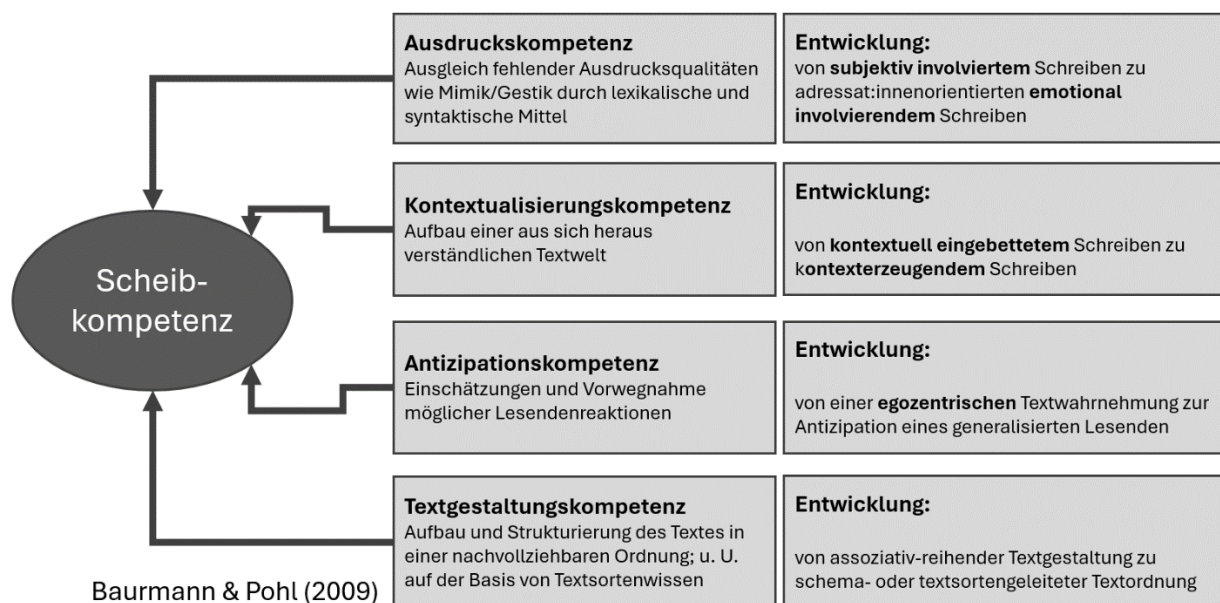 Ausdruckskompetenz
Ausgleich fehlender Ausdrucksqualitäten
wie Mimik/Gestik durch lexikalische und
syntaktische Mittel
Entwicklung:
von subjektiv involviertem Schreiben zu
adressat:innenorientierten emotional
involvierendem Schreiben
Kontextualisierungskompetenz
Aufbau einer aus sich heraus
verständlichen Textwelt
Entwicklung:
von kontextuell eingebettetem Schreiben zu
kontexterzeugendem Schreiben
Scheib-
kompetenz
Antizipationskompetenz
Einschätzungen und Vorwegnahme
möglicher Lesendenreaktionen
Entwicklung:
von einer egozentrischen Textwahrnehmung zur
Antizipation eines generalisierten Lesenden
Textgestaltungskompetenz
Aufbau und Strukturierung des Textes in
einer nachvollziehbaren Ordnung; u. U.
auf der Basis von Textsortenwissen
Entwicklung:
von assoziativ-reihender Textgestaltung zu
schema- oder textsortengeleiteter Textordnung
Baurmann & Pohl (2009)